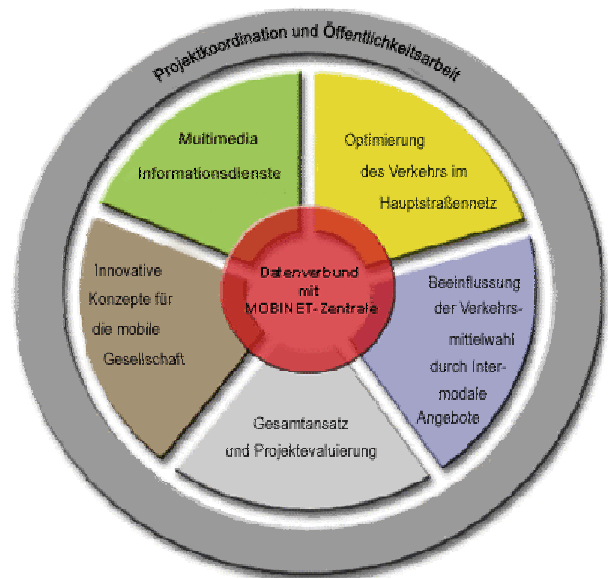 Projektkoordination und Öffentlichkeitsarbeit
Multimedia
Informationsdienste
Optimierung
des Verkehrs im
Hauptstraßennetz
Innovative
Konzepte für
die mobile
Gesellschaft
Datenverbund
mit
MOBINET-Zentrale
Beeinflussung
der Verkehrs-
mittelwahl
durch Inter-
modale
Angebote
Gesamtansatz
und Projektevaluierung